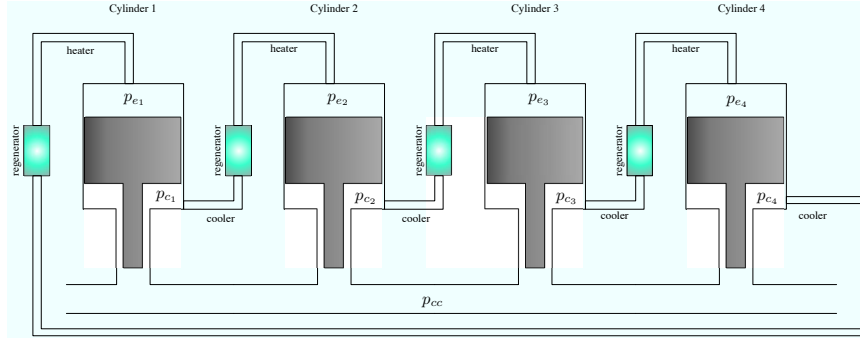 Cylinder 1 Cylinder 2 Cylinder 3 Cylinder 4
heater heater heater heater
p_{e_1} p_{e_2} p_{e_3} p_{e_4}
regenerator regenerator regenerator regenerator
p_{c_1} p_{c_2} p_{c_3} p_{c_4}
cooler cooler cooler cooler
p_{cc}